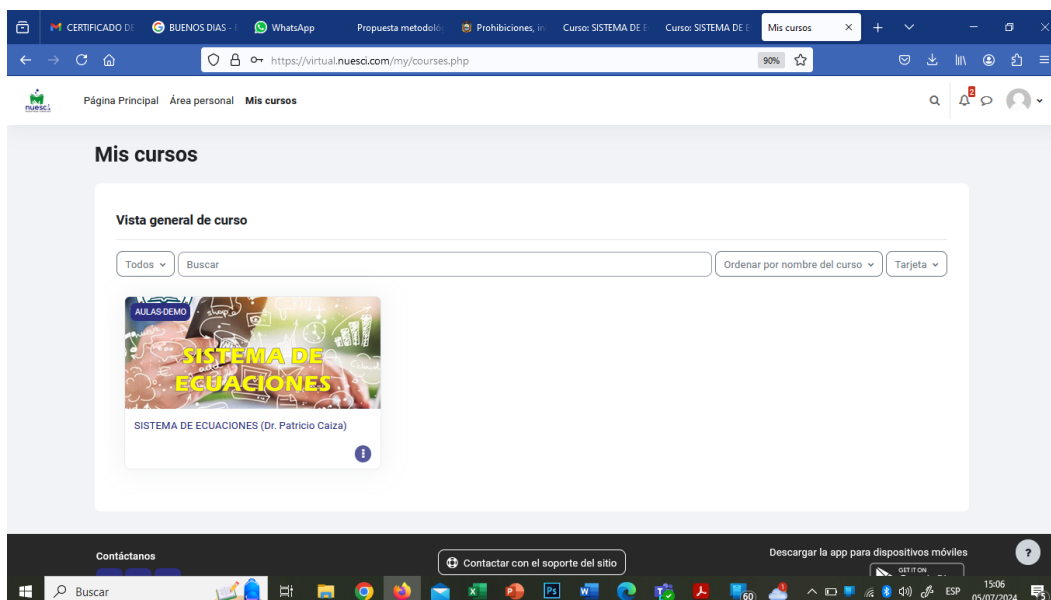 CERTIFICADO DE
BUENOS DIAS -
WhatsApp
Propuesta metodoló
Prohibiciones, in
Curso: SISTEMA DE E
Curso: SISTEMA DE E
Mis cursos
https://virtual.nuesci.com/my/courses.php
90%
nuesci
Página Principal
Área personal
Mis cursos
2
Mis cursos
Vista general de curso
Todos
Buscar
Ordenar por nombre del curso
Tarjeta
AULAS-DEMO
SISTEMA DE
ECUACIONES
SISTEMA DE ECUACIONES (Dr. Patricio Caiza)
Contáctanos
Contactar con el soporte del sitio
Descargar la app para dispositivos móviles
GET IT ON
?
Buscar
60
ESP
15:06
05/07/2024
5